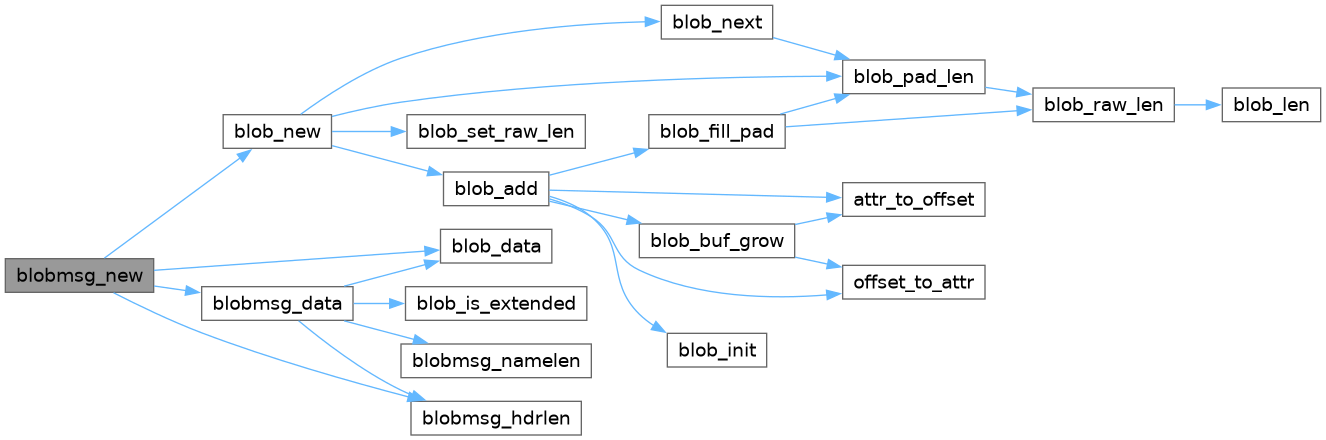 blob_next
blob_pad_len
blob_raw_len
blob_len
blob_new
blob_set_raw_len
blob_fill_pad
blob_add
attr_to_offset
blob_buf_grow
blob_data
blobmsg_new
offset_to_attr
blobmsg_data
blob_is_extended
blob_init
blobmsg_namelen
blobmsg_hdrlen